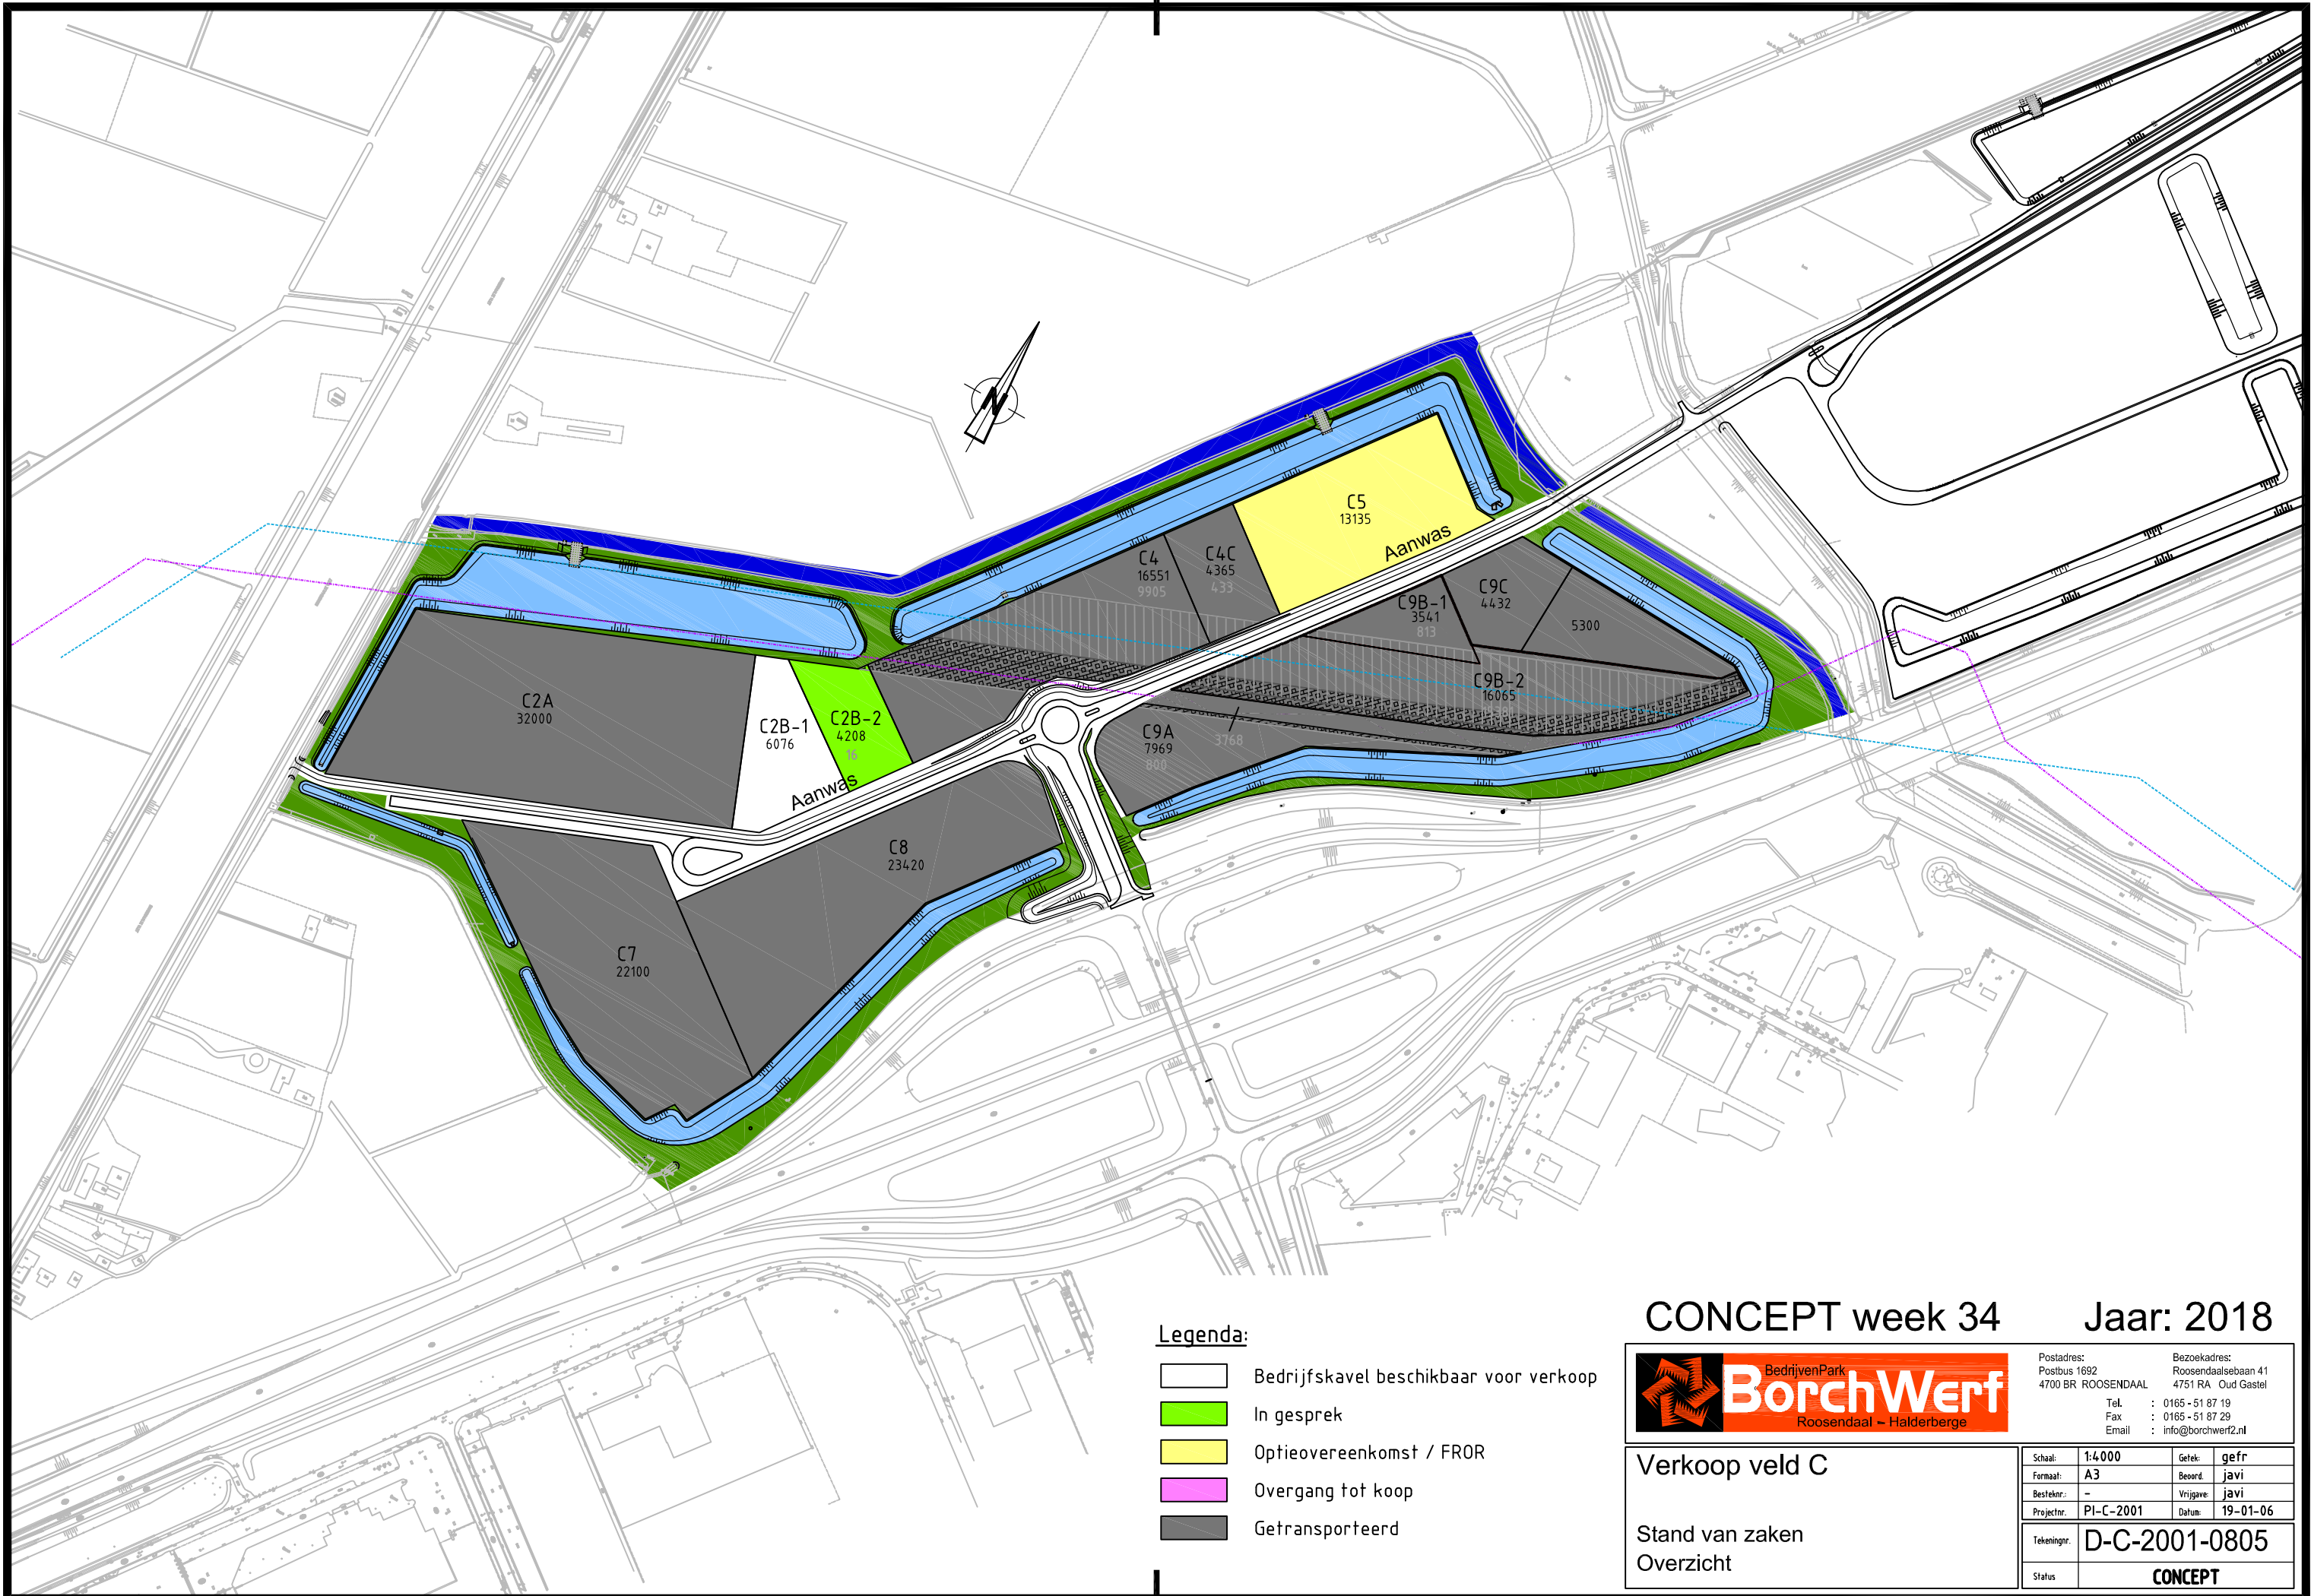 C5
13135
Aanwas
C4
16551
9905
C4C
4365
433
C9C
4432
C9B-1
3541
813
5300
C9B-2
16065
C2A
32000
C2B-1
6076
C2B-2
4208
16
Aanwas
C9A
7969
800
3768
C8
23420
C7
22100
N
Legenda:
Bedrijfskavel beschikbaar voor verkoop
In gesprek
Optieovereenkomst / FROR
Overgang tot koop
Getransporteerd
CONCEPT week 34 Jaar: 2018
BedrijvenPark
BorchWerf
Roosendaal - Halderberge
Postadres:
Postbus 1692
4700 BR ROOSENDAAL
Bezoekadres:
Roosendaalsebaan 41
4751 RA Oud Gastel
Tel. : 0165 - 51 87 19
Fax : 0165 - 51 87 29
Email : info@borchwerf2.nl
Verkoop veld C
Stand van zaken
Overzicht
Schaal: 1:4000 Getek: gefr
Formaat: A3 Beoord. javi
Besteknr.: - Vrijgave: javi
Projectnr. PI-C-2001 Datum: 19-01-06
Tekeningnr. D-C-2001-0805
Status CONCEPT